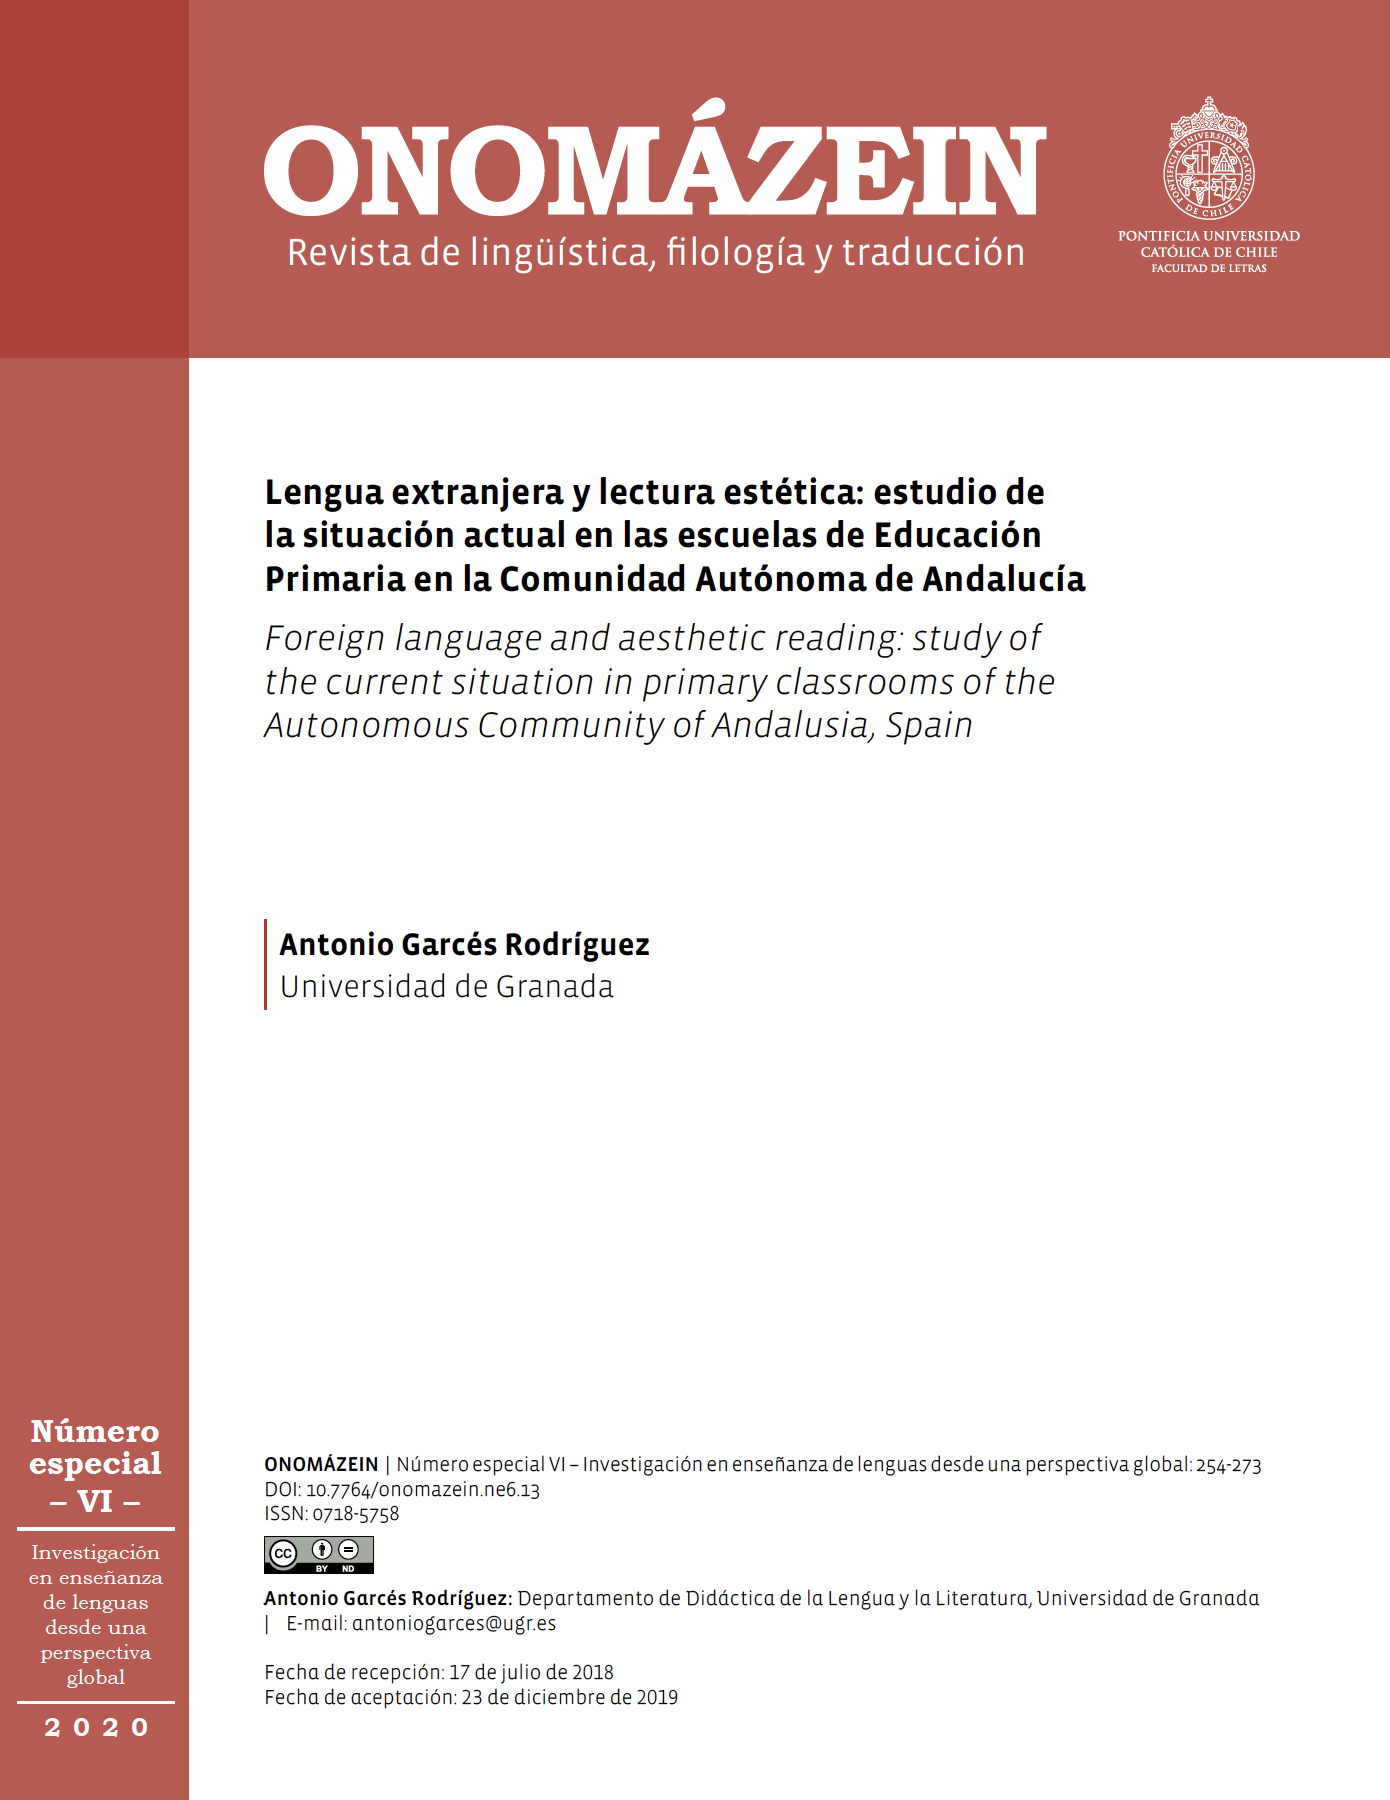 ONOMÁZEIN
Revista de lingüística, filología y traducción
PONTIFICIA UNIVERSIDAD CATÓLICA DE CHILE
PONTIFICIA UNIVERSIDAD
CATÓLICA DE CHILE
FACULTAD DE LETRAS
Lengua extranjera y lectura estética: estudio de
la situación actual en las escuelas de Educación
Primaria en la Comunidad Autónoma de Andalucía
Foreign language and aesthetic reading: study of
the current situation in primary classrooms of the
Autonomous Community of Andalusia, Spain
Antonio Garcés Rodríguez
Universidad de Granada
Número
especial
– VI –
Investigación
en enseñanza
de lenguas
desde una
perspectiva
global
2020
ONOMÁZEIN | Número especial VI – Investigación en enseñanza de lenguas desde una perspectiva global: 254-273
DOI: 10.7764/onomazein.ne6.13
ISSN: 0718-5758
CC BY ND
Antonio Garcés Rodríguez: Departamento de Didáctica de la Lengua y la Literatura, Universidad de Granada
| E-mail: antoniogarces@ugr.es
Fecha de recepción: 17 de julio de 2018
Fecha de aceptación: 23 de diciembre de 2019